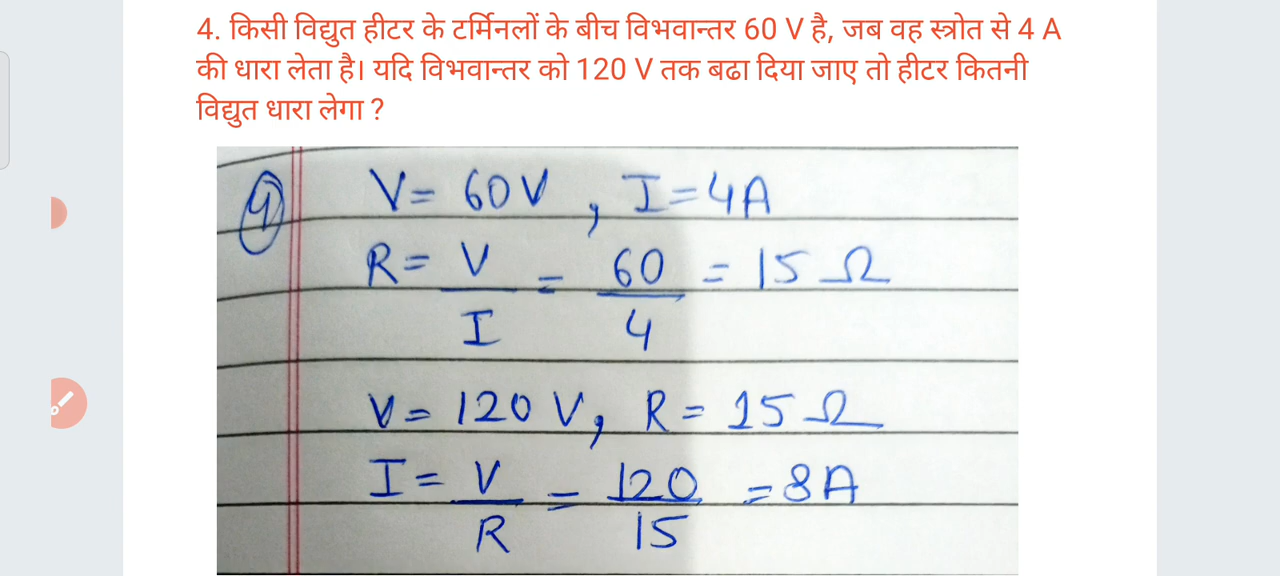 4. किसी विद्युत हीटर के टर्मिनलों के बीच विभवान्तर 60 V है, जब वह स्त्रोत से 4 A
की धारा लेता है। यदि विभवान्तर को 120 V तक बढा दिया जाए तो हीटर कितनी
विद्युत धारा लेगा ?
4 V= 60V , I=4A
R= V/I = 60/4 = 15 Ω
V= 120 V, R = 15 Ω
I= V/R = 120/15 =8A